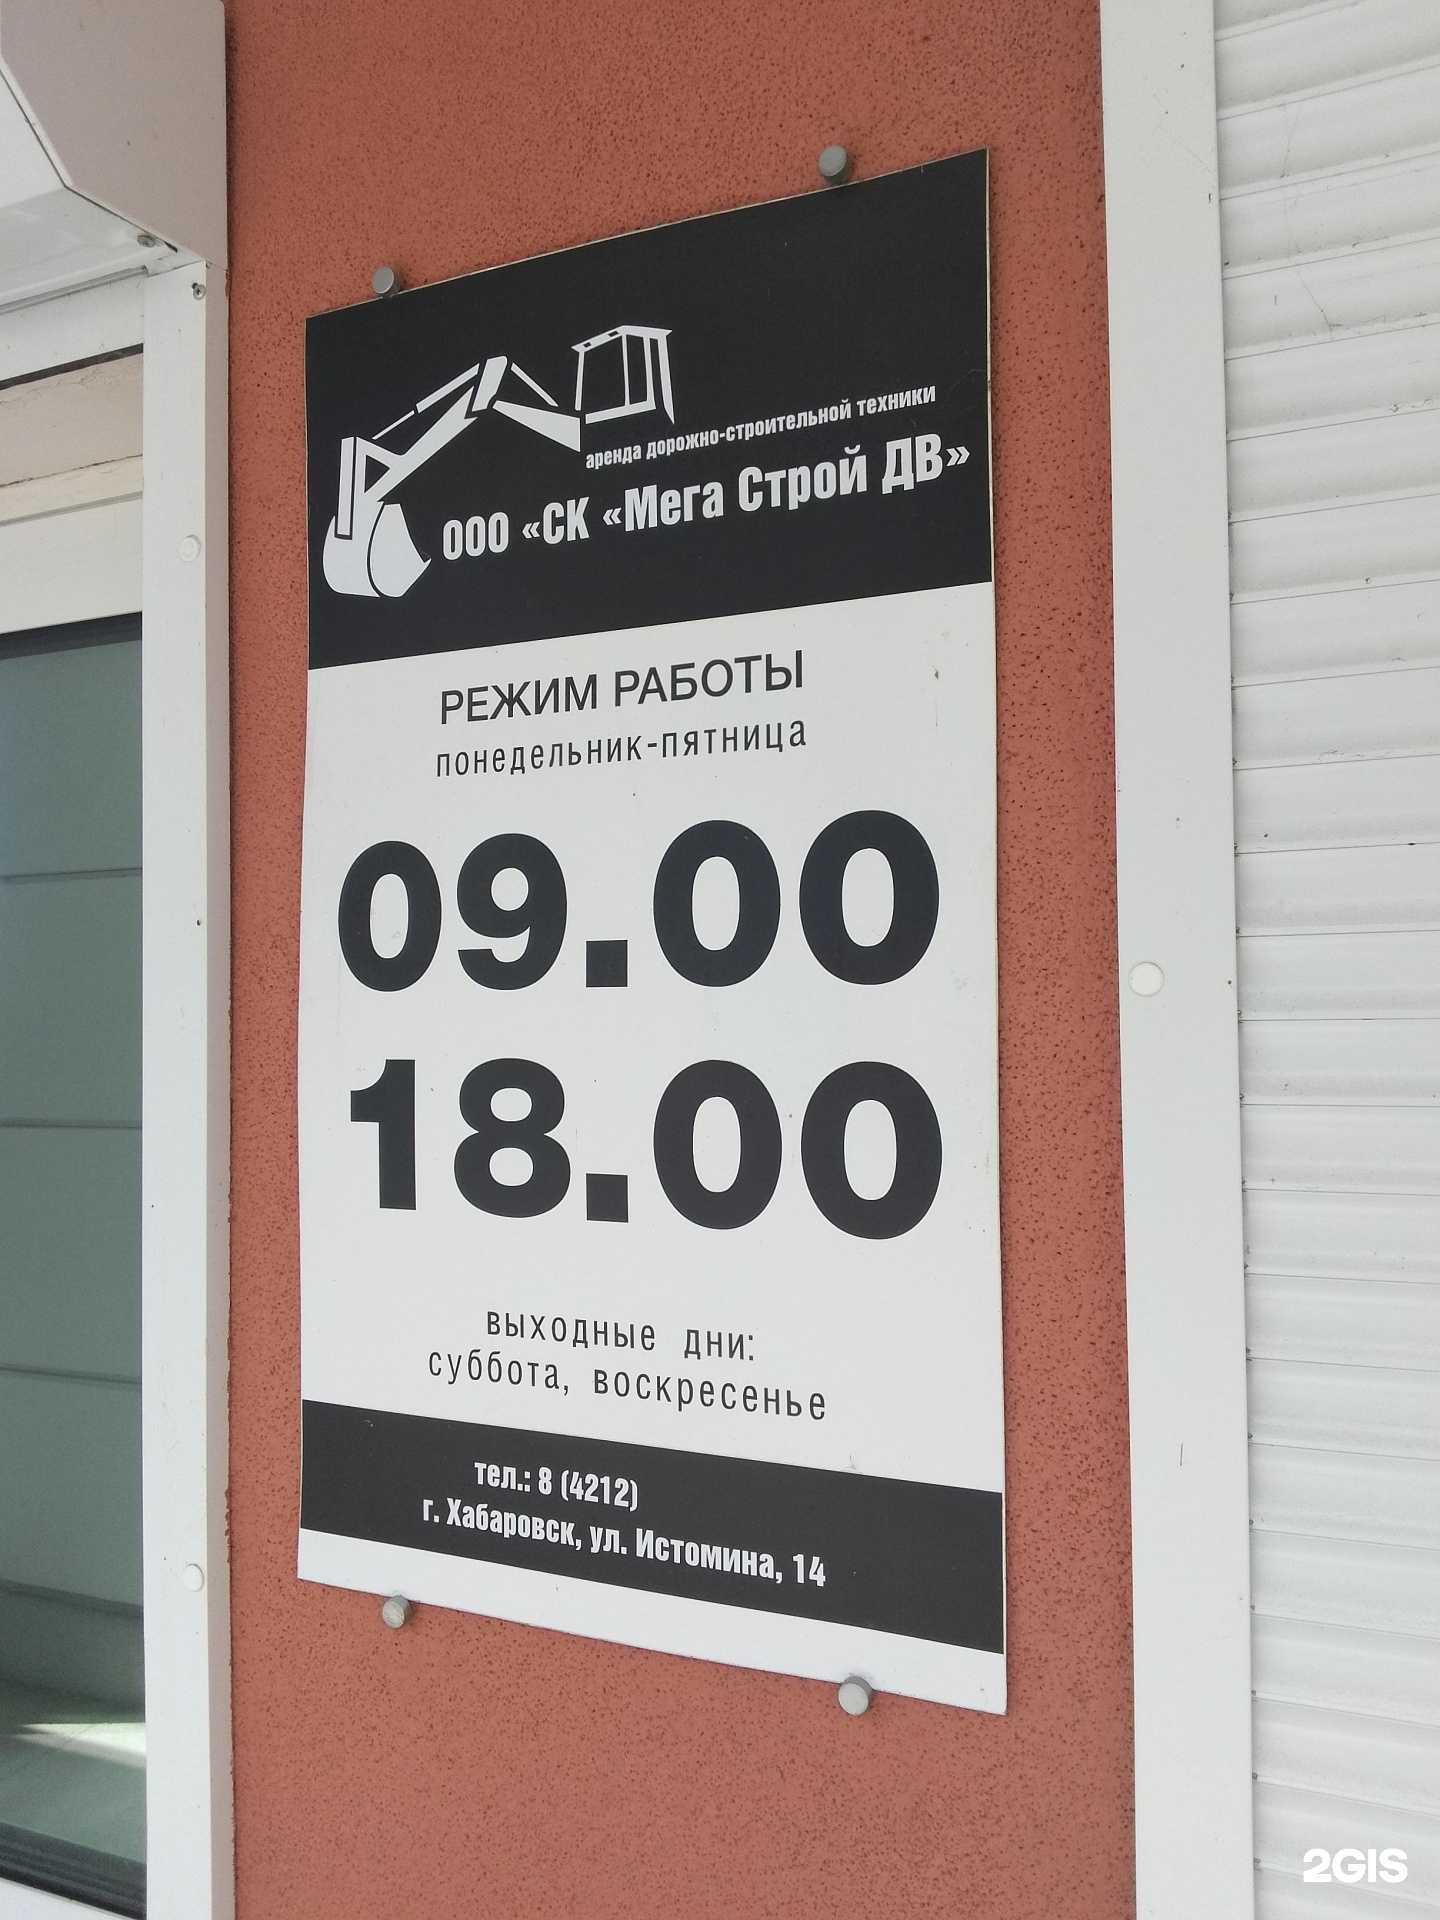 аренда дорожно-строительной техники
ООО «СК «Мега Строй ДВ»
РЕЖИМ РАБОТЫ
понедельник-пятница
09.00
18.00
выходные дни:
суббота, воскресенье
тел.: 8 (4212)
г. Хабаровск, ул. Истомина, 14
2GIS